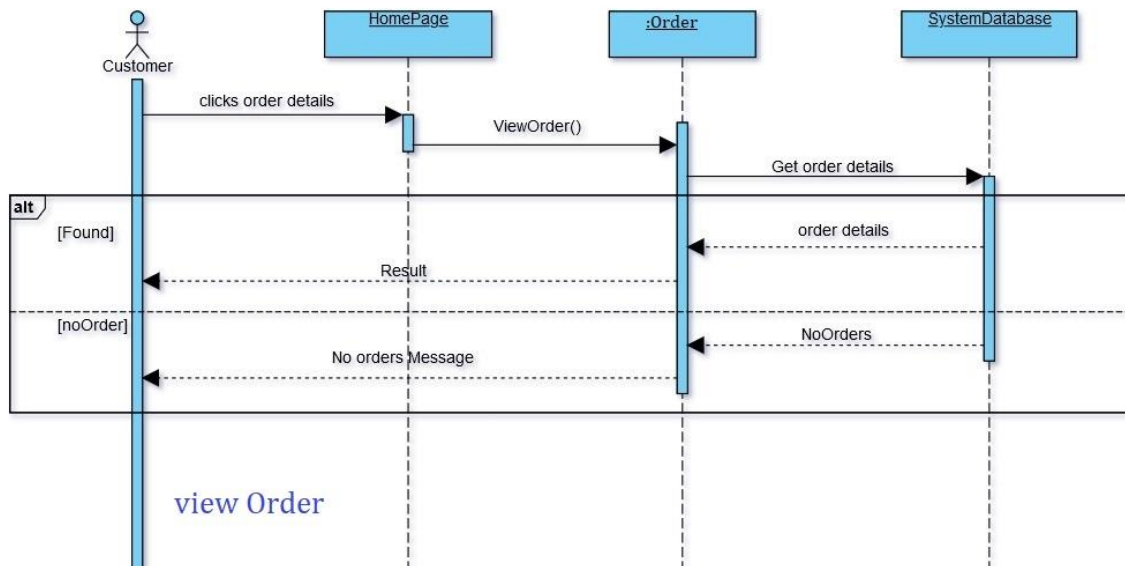 HomePage
:Order
SystemDatabase
Customer
clicks order details
ViewOrder()
Get order details
alt
[Found]
order details
Result
[noOrder]
NoOrders
No orders Message
view Order